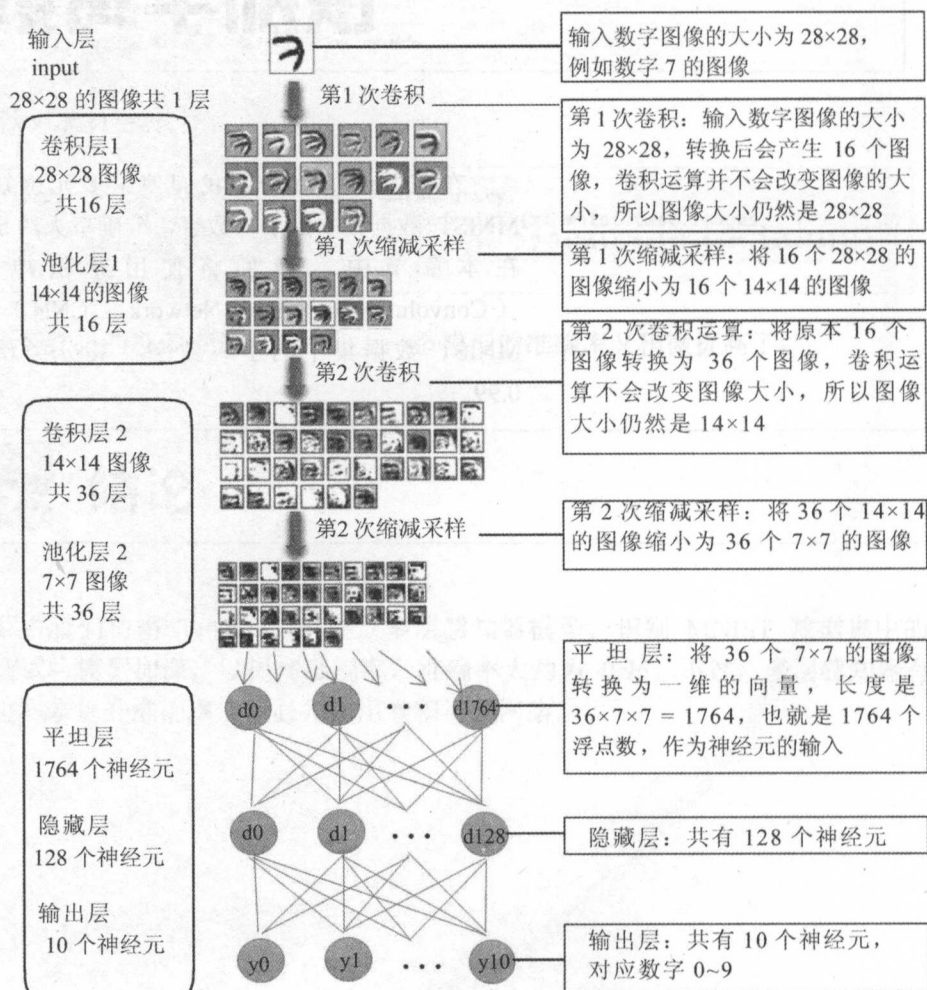 输入层
input
28×28 的图像共 1 层
输入数字图像的大小为 28×28，
例如数字 7 的图像
第1 次卷积
卷积层1
28×28 图像
共16 层
第 1 次卷积：输入数字图像的大小
为 28×28，转换后会产生 16 个图
像，卷积运算并不会改变图像的大
小，所以图像大小仍然是 28×28
第1 次缩减采样
池化层1
14×14 的图像
共 16 层
第 1 次缩减采样：将 16 个 28×28 的
图像缩小为 16 个 14×14 的图像
第2 次卷积
第 2 次卷积运算：将原本 16 个
图像转换为 36 个图像，卷积运
算不会改变图像大小，所以图像
大小仍然是 14×14
卷积层 2
14×14 图像
共 36 层
第2 次缩减采样
第 2 次缩减采样：将 36 个 14×14
的图像缩小为 36 个 7×7 的图像
池化层 2
7×7 图像
共 36 层
平坦层
1764 个神经元
d0 d1 ··· d1764
平坦层：将 36 个 7×7 的图像
转换为一维的向量，长度是
36×7×7 = 1764，也就是 1764 个
浮点数，作为神经元的输入
隐藏层
128 个神经元
d0 d1 ··· d128
隐藏层：共有 128 个神经元
输出层
10 个神经元
y0 y1 ··· y10
输出层：共有 10 个神经元，
对应数字 0~9